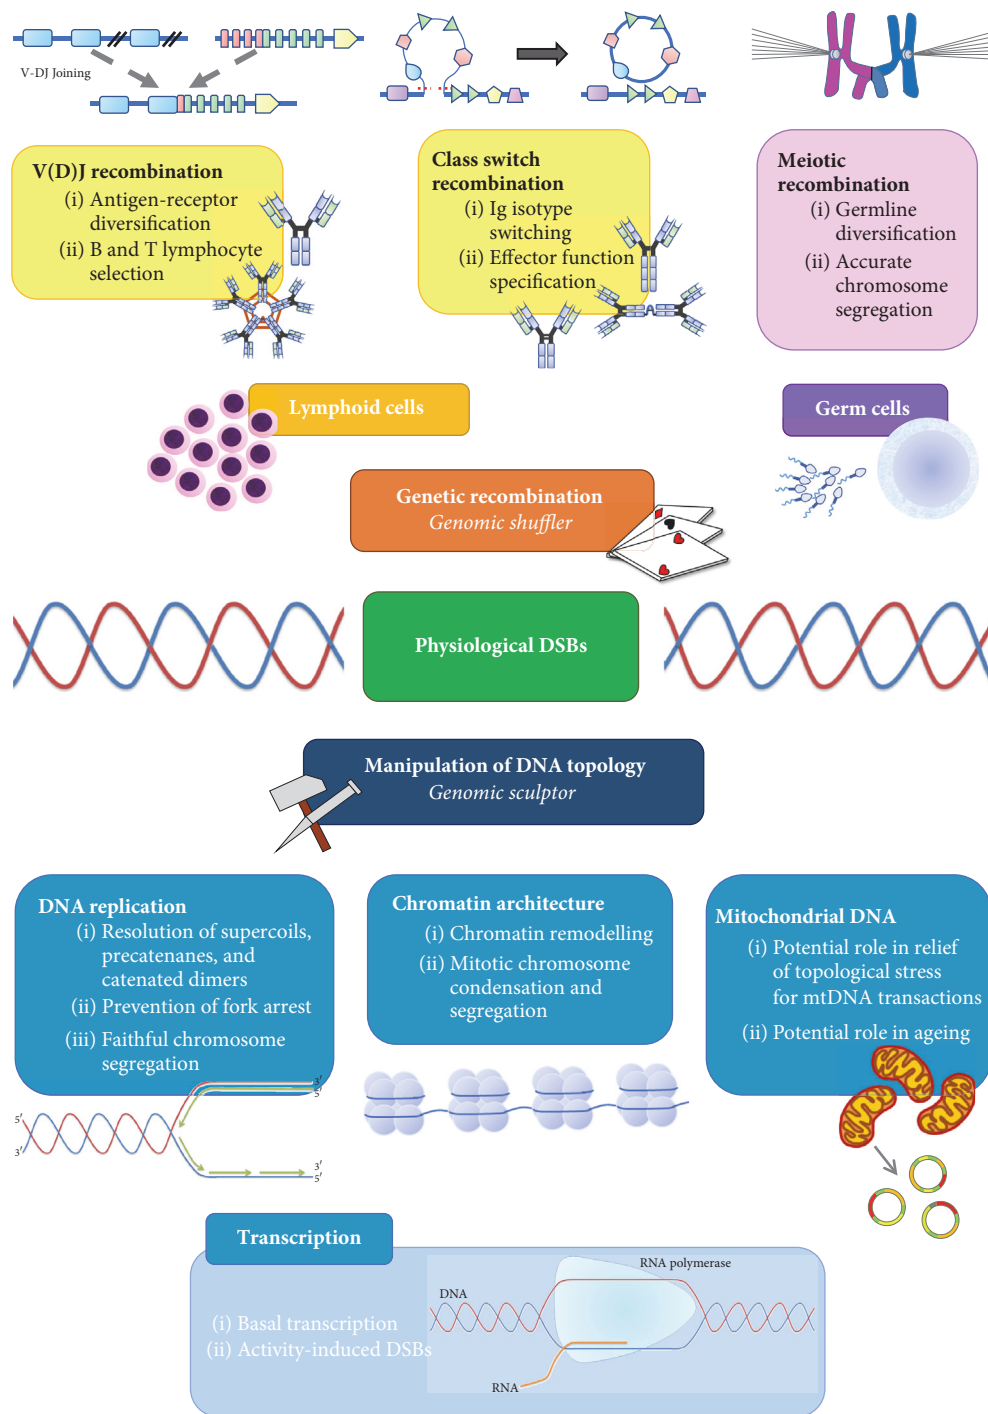 V-DJ Joining
V(D)J recombination
(i) Antigen-receptor
diversification
(ii) B and T lymphocyte
selection
Class switch
recombination
(i) Ig isotype
switching
(ii) Effector function
specification
Meiotic
recombination
(i) Germline
diversification
(ii) Accurate
chromosome
segregation
Lymphoid cells
Germ cells
Genetic recombination
Genomic shuffler
Physiological DSBs
Manipulation of DNA topology
Genomic sculptor
DNA replication
(i) Resolution of supercoils,
precatenanes, and
catenated dimers
(ii) Prevention of fork arrest
(iii) Faithful chromosome
segregation
Chromatin architecture
(i) Chromatin remodelling
(ii) Mitotic chromosome
condensation and
segregation
Mitochondrial DNA
(i) Potential role in relief
of topological stress
for mtDNA transactions
(ii) Potential role in ageing
3′
5′
5′
3′
3′
5′
Transcription
(i) Basal transcription
(ii) Activity-induced DSBs
RNA polymerase
DNA
RNA